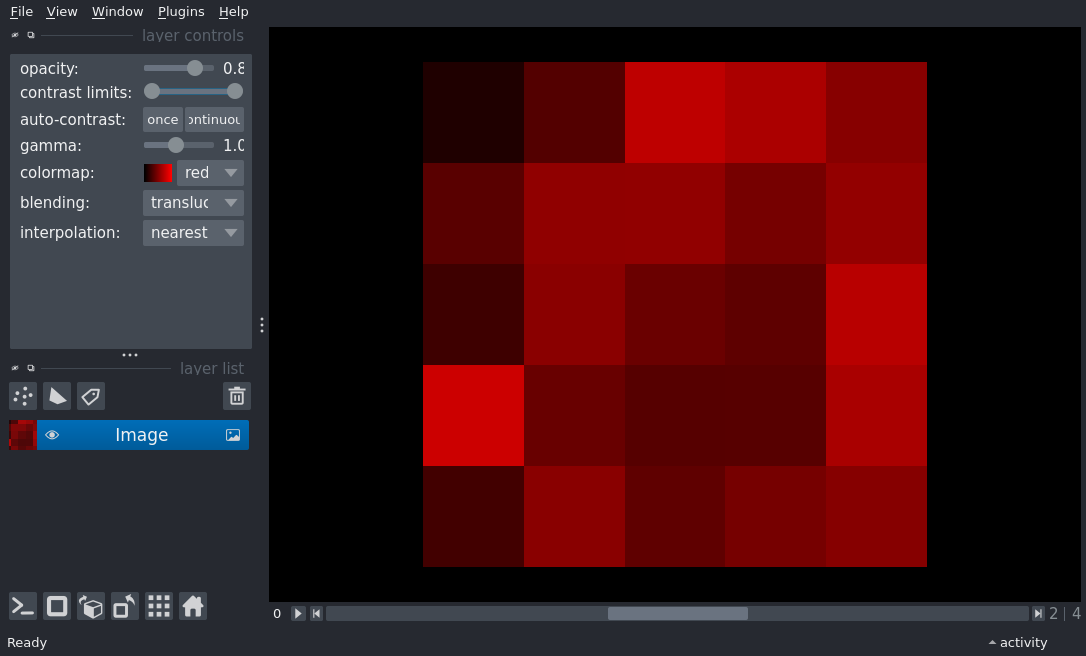 File View Window Plugins Help
layer controls
opacity: 0.8
contrast limits:
auto-contrast: once ontinuou
gamma: 1.0
colormap: red
blending: transluc
interpolation: nearest
layer list
Image
0 2 | 4
Ready activity